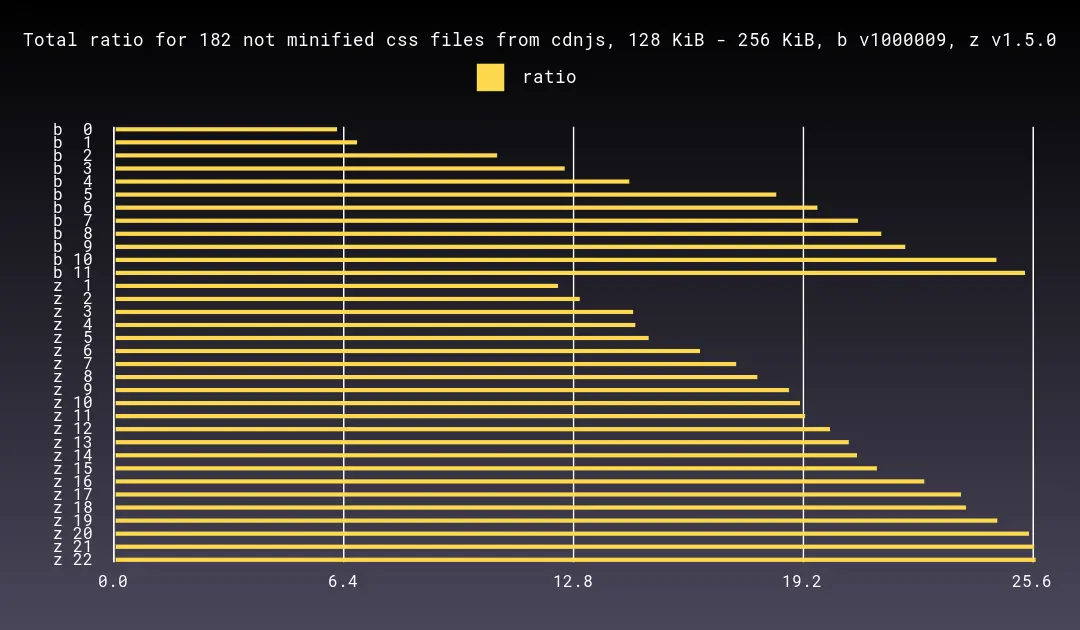 Total ratio for 182 not minified css files from cdnjs, 128 KiB - 256 KiB, b v1000009, z v1.5.0
ratio
b  0
b  1
b  2
b  3
b  4
b  5
b  6
b  7
b  8
b  9
b 10
b 11
z  1
z  2
z  3
z  4
z  5
z  6
z  7
z  8
z  9
z 10
z 11
z 12
z 13
z 14
z 15
z 16
z 17
z 18
z 19
z 20
z 21
z 22
0.0 6.4 12.8 19.2 25.6